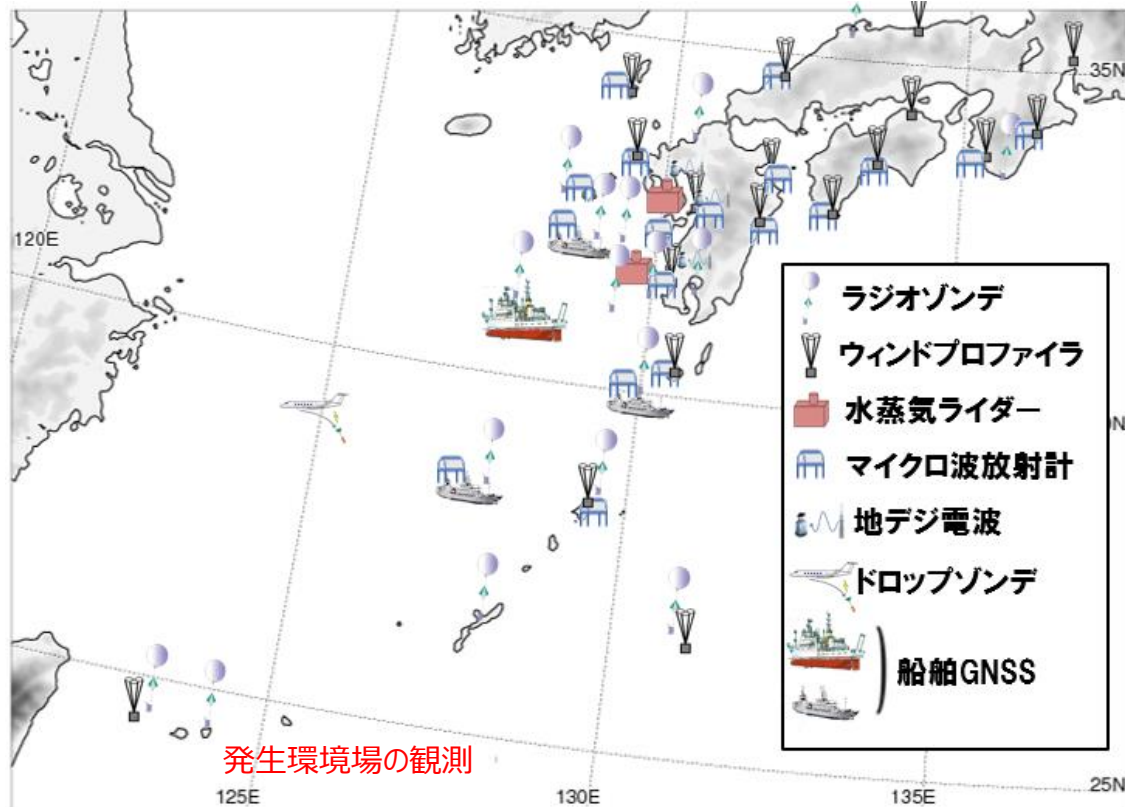 35N
120E
ラジオゾンデ
ウィンドプロファイラ
水蒸気ライダー
0N
マイクロ波放射計
地デジ電波
ドロップゾンデ
船舶GNSS
発生環境場の観測
125E
130E
135E
25N